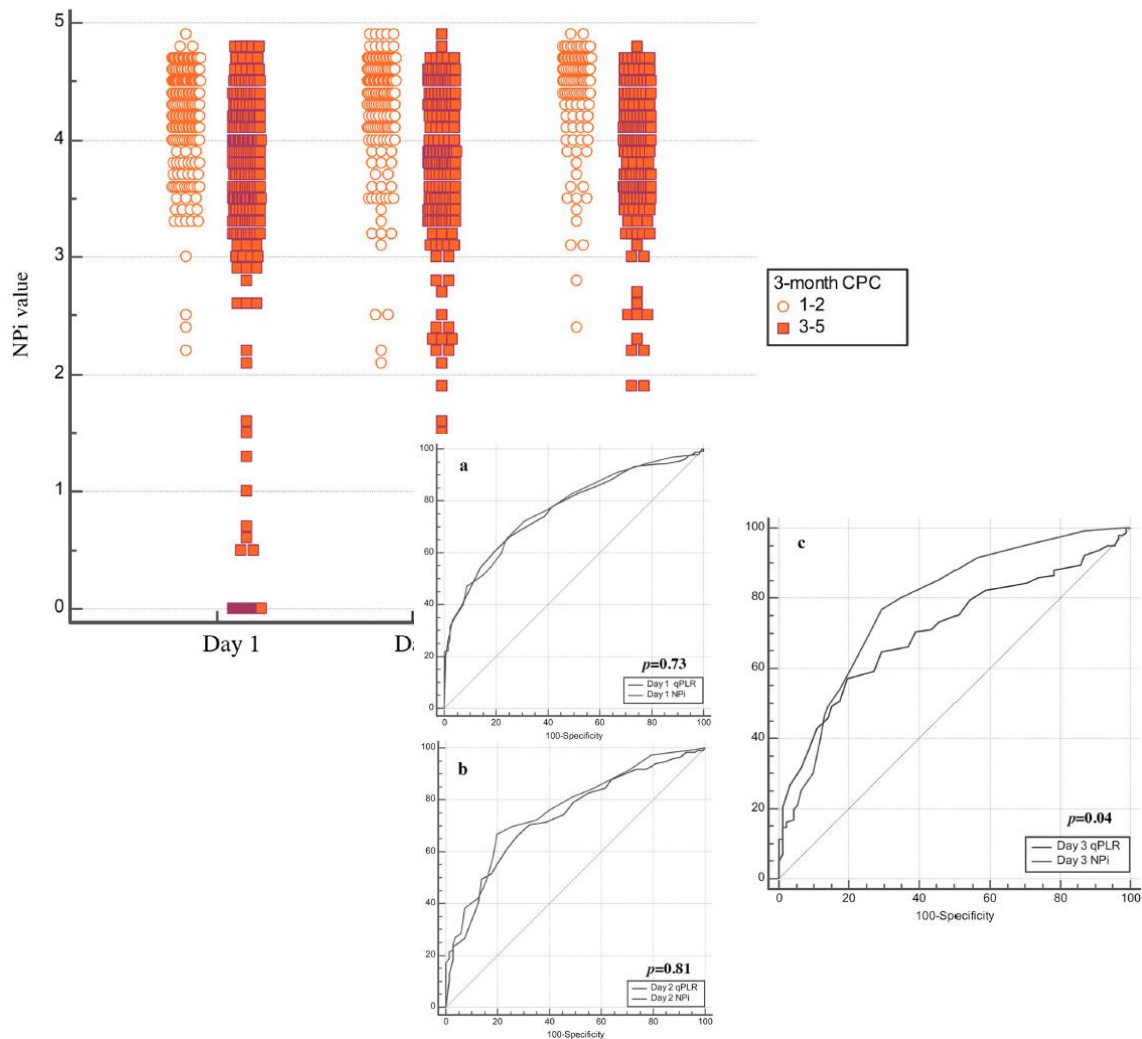 5
4
3
2
1
0
NPi value
Day 1
3-month CPC
1-2
3-5
a
100
80
60
40
20
0
p=0.73
Day 1 qPLR
Day 1 NPi
0 20 40 60 80 100
100-Specificity
b
100
80
60
40
20
0
p=0.81
Day 2 qPLR
Day 2 NPi
0 20 40 60 80 100
100-Specificity
c
100
80
60
40
20
0
p=0.04
Day 3 qPLR
Day 3 NPi
0 20 40 60 80 100
100-Specificity